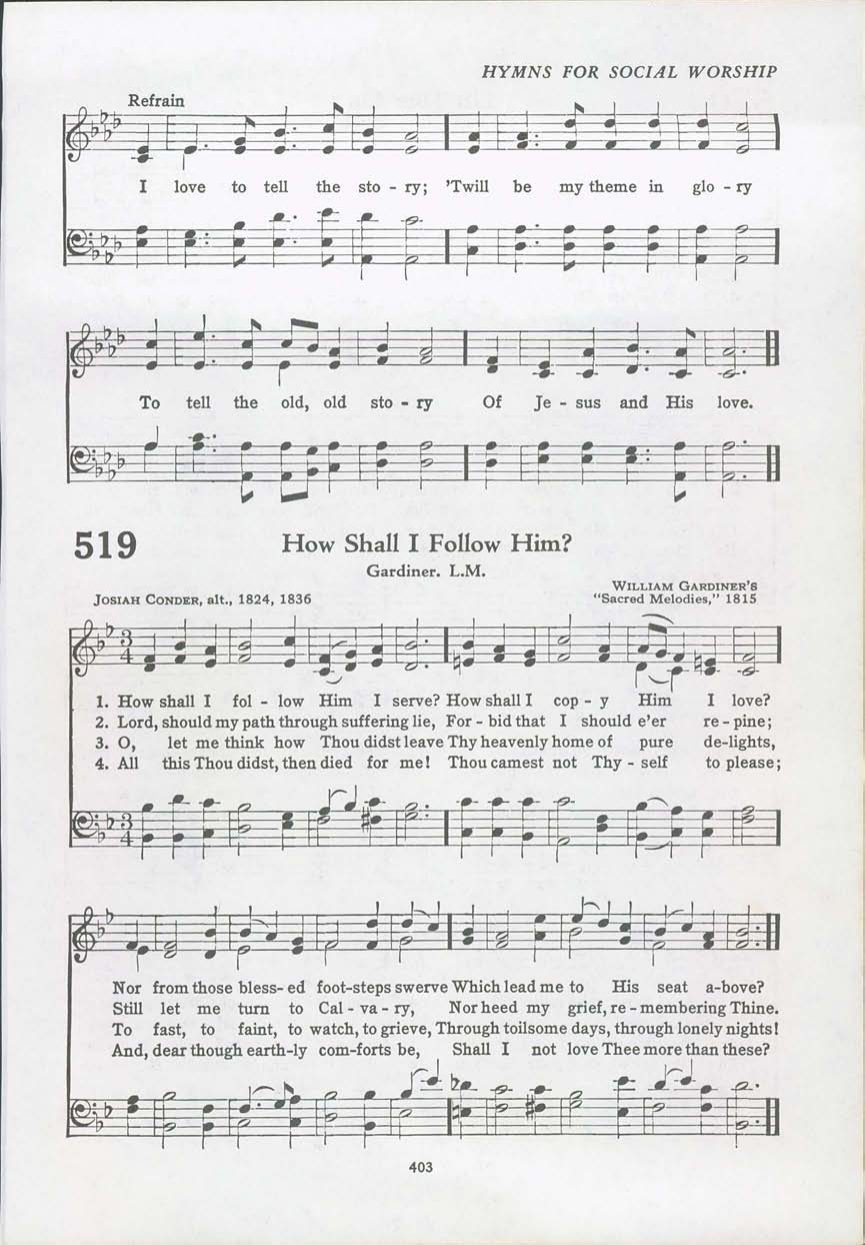 HYMNS FOR SOCIAL WORSHIP
Refrain
I love to tell the sto - ry; 'Twill be my theme in glo - ry
To tell the old, old sto - ry Of Je - sus and His love.
519
How Shall I Follow Him?
Gardiner. L.M.
JOSIAH CONDER, alt., 1824, 1836
WILLIAM GARDINER'S
"Sacred Melodies," 1815
3
4
1. How shall I fol - low Him I serve? How shall I cop - y Him I love?
2. Lord, should my path through suffering lie, For - bid that I should e'er re - pine;
3. O, let me think how Thou didst leave Thy heavenly home of pure de-lights,
4. All this Thou didst, then died for me! Thou camest not Thy - self to please;
3
4
Nor from those bless- ed foot-steps swerve Which lead me to His seat a-bove?
Still let me turn to Cal - va - ry, Nor heed my grief, re - membering Thine.
To fast, to faint, to watch, to grieve, Through toilsome days, through lonely nights!
And, dear though earth-ly com-forts be, Shall I not love Thee more than these?
403